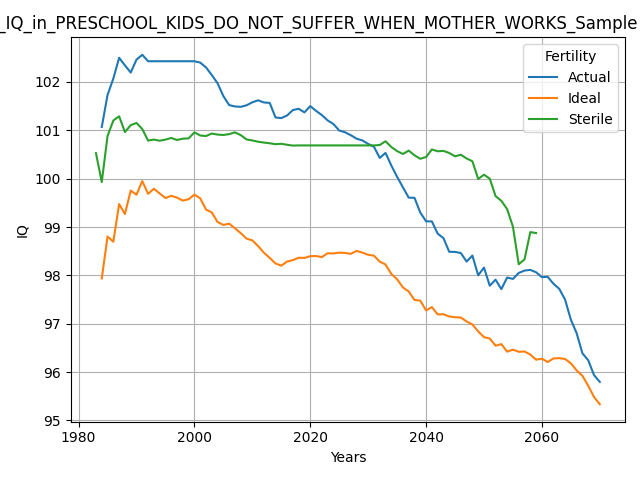 _IQ_in_PRESCHOOL_KIDS_DO_NOT_SUFFER_WHEN_MOTHER_WORKS_Sample
Fertility
Actual
Ideal
Sterile
IQ
102
101
100
99
98
97
96
95
1980
2000
2020
2040
2060
Years